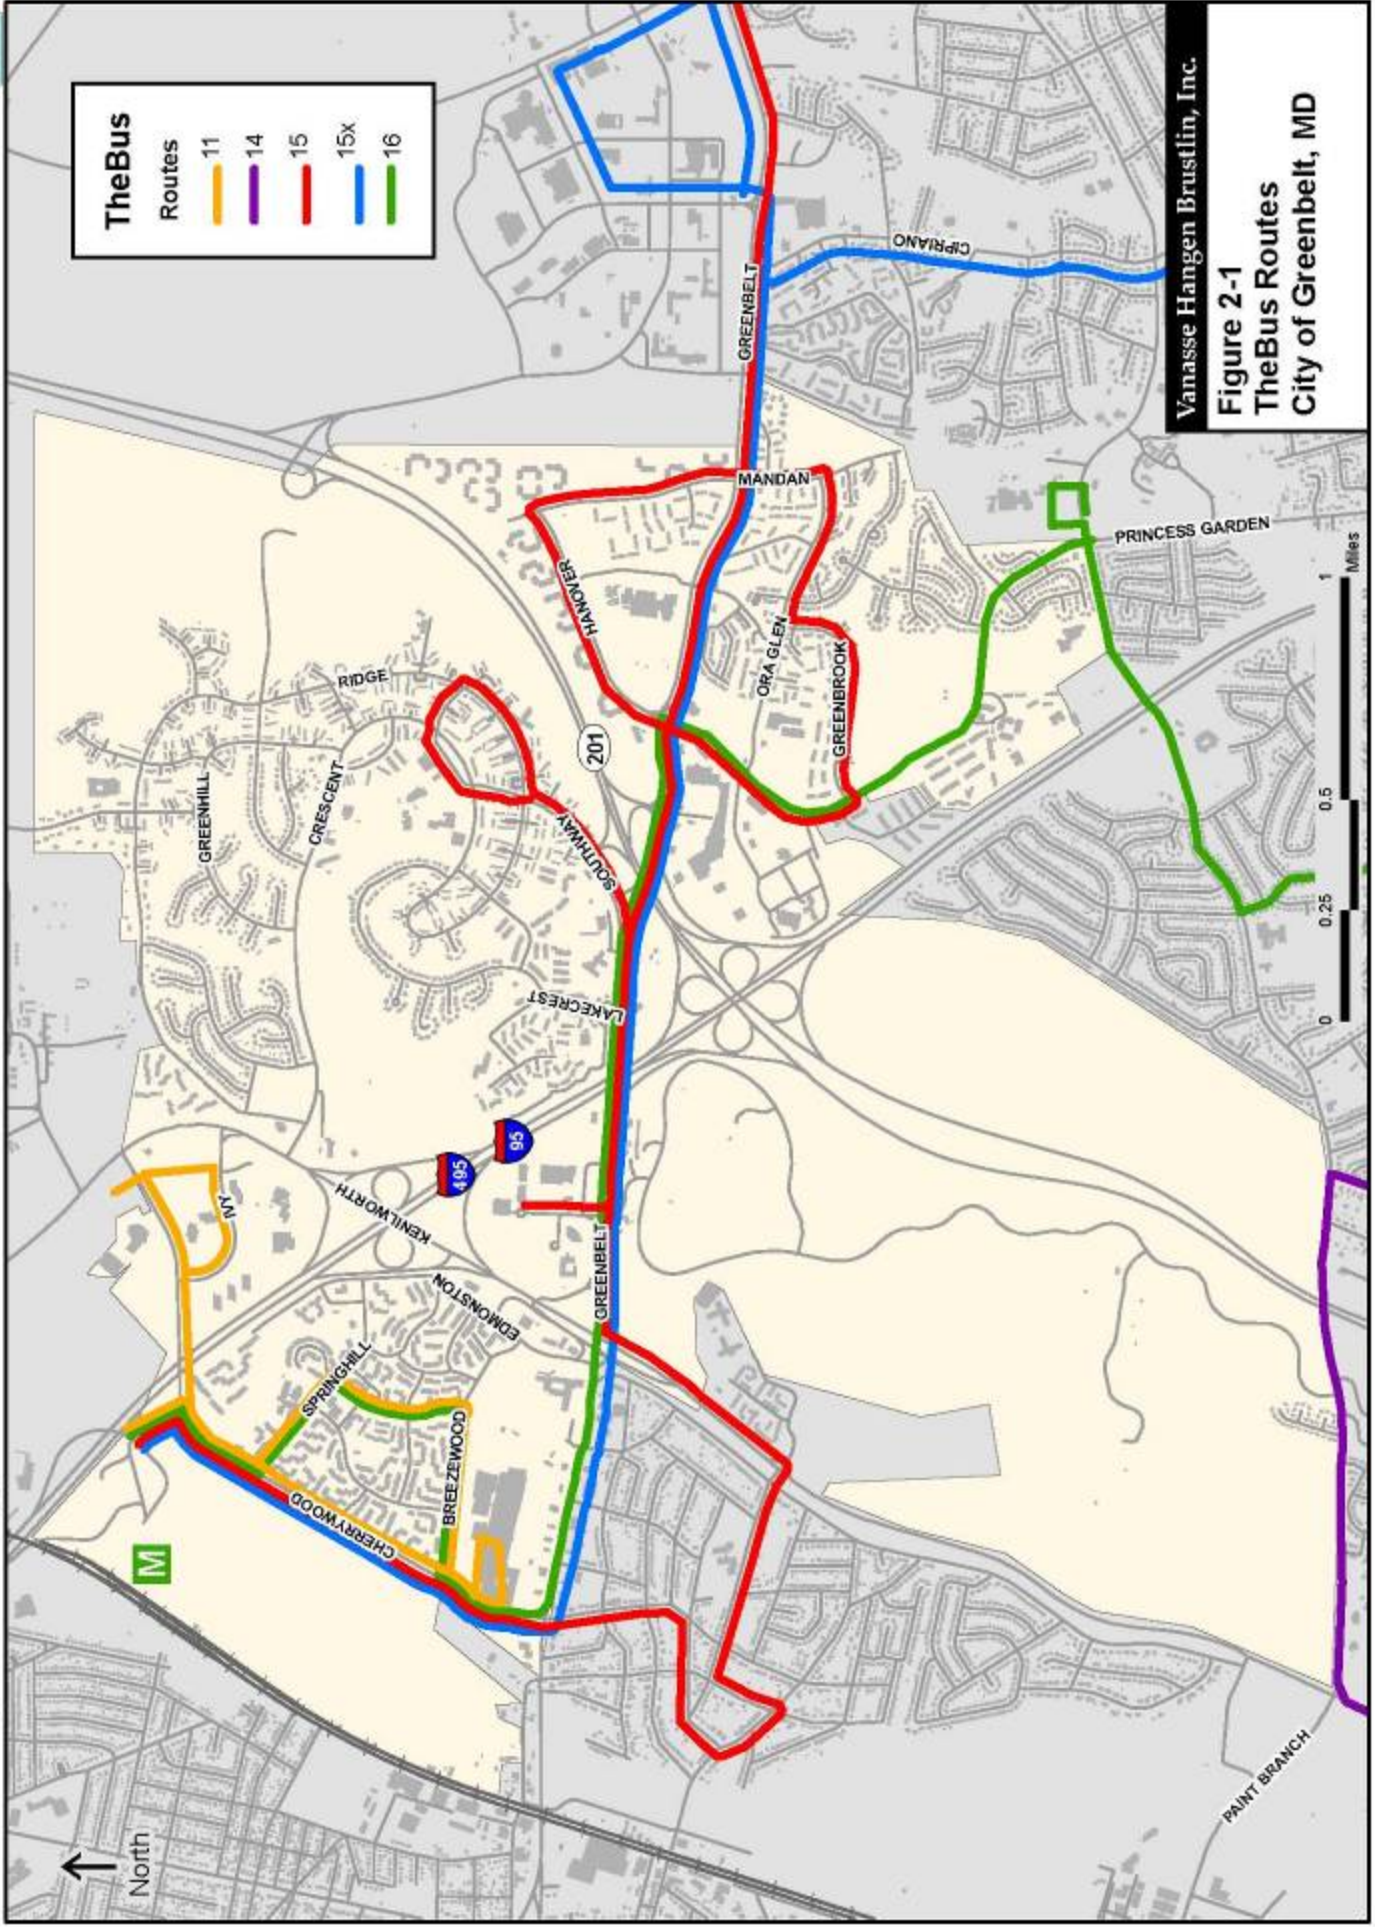 TheBus
Routes
11
14
15
15x
16
North
M
GREENHILL
RIDGE
CRESCENT
IVY
KENILWORTH
495
95
LAKECREST
SOUTHWAY
201
HANOVER
MANDAN
GREENBELT
CIPRIANO
SPRINGHILL
EDMONSTON
CHERRYWOOD
BREEZEWOOD
GREENBELT
ORA GLEN
GREENBROOK
PRINCESS GARDEN
PAINT BRANCH
0 0.25 0.5 1
Miles
Vanasse Hangen Brustlin, Inc.
Figure 2-1
TheBus Routes
City of Greenbelt, MD